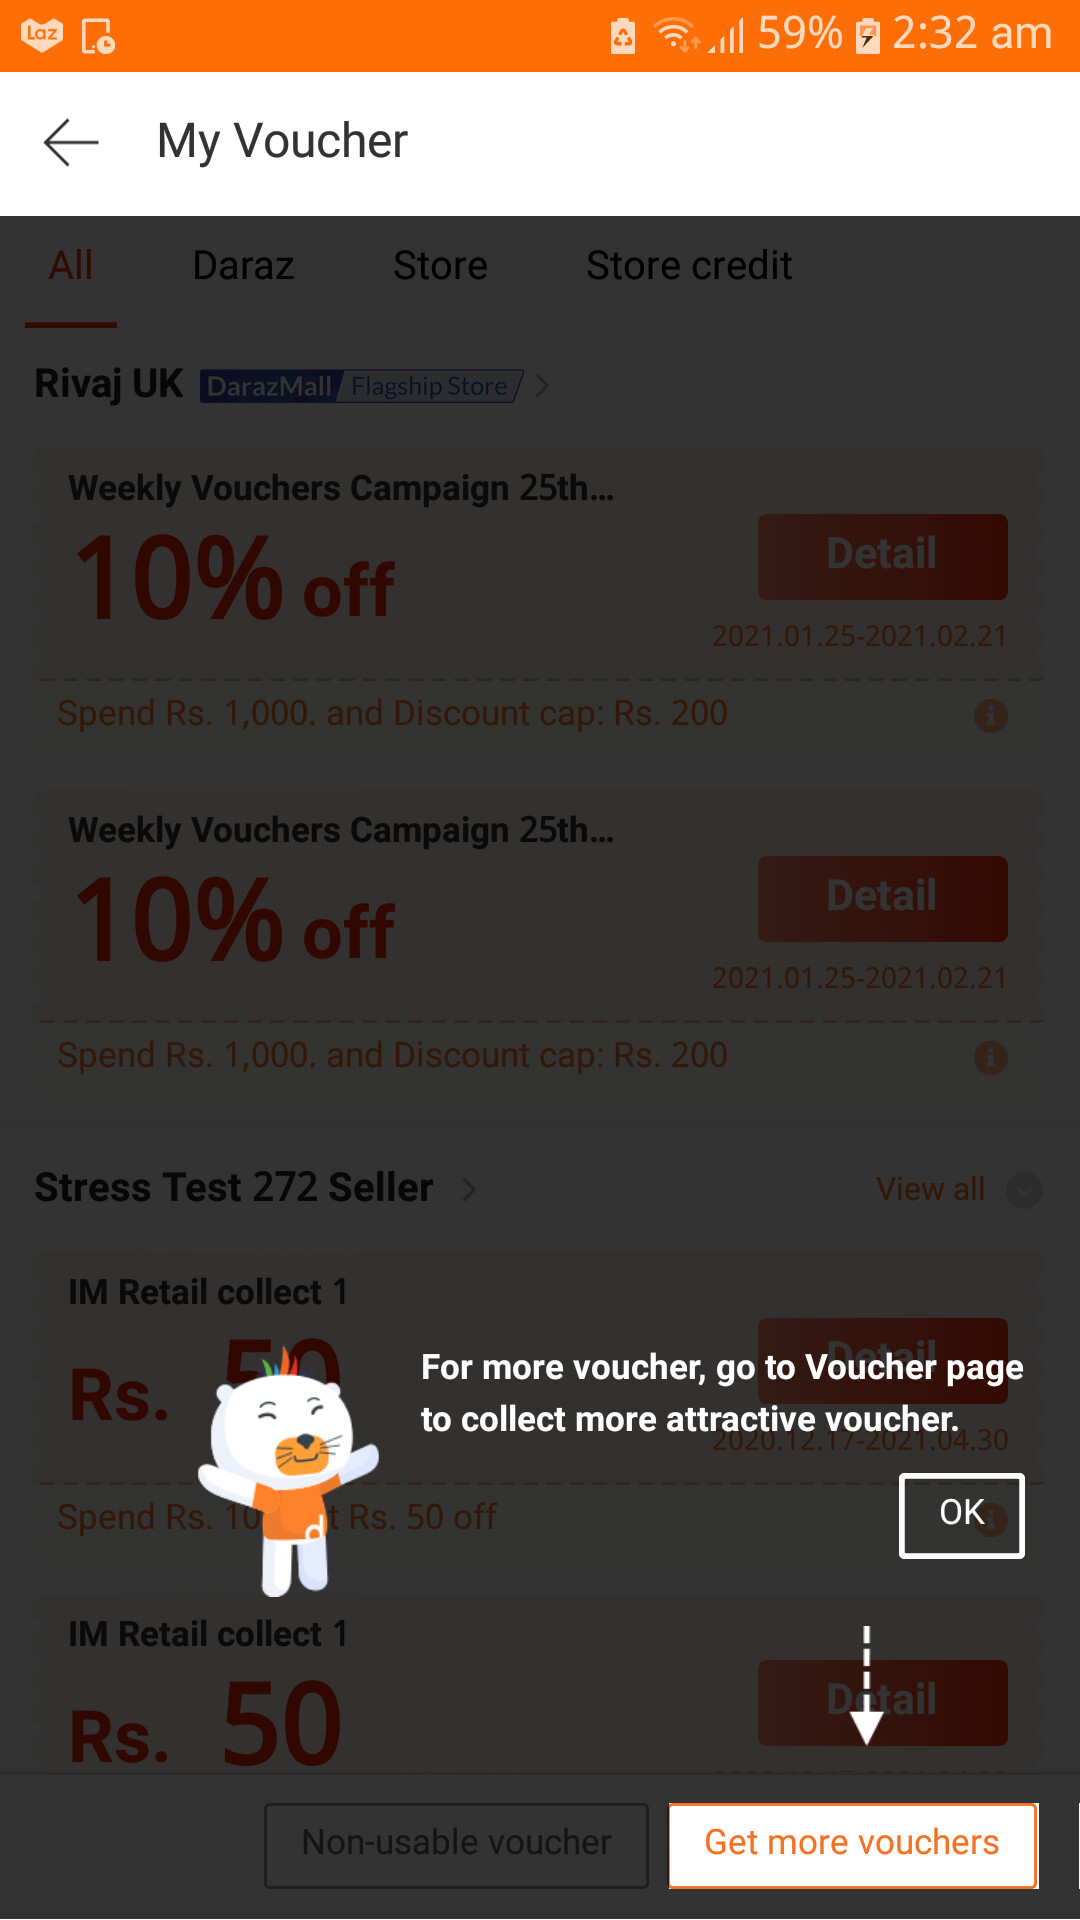 Laz 59% 2:32 am
My Voucher
All Daraz Store Store credit
Rivaj UK DarazMall Flagship Store
Weekly Vouchers Campaign 25th...
10% off
Detail
2021.01.25-2021.02.21
Spend Rs. 1,000. and Discount cap: Rs. 200
Weekly Vouchers Campaign 25th...
10% off
Detail
2021.01.25-2021.02.21
Spend Rs. 1,000. and Discount cap: Rs. 200
Stress Test 272 Seller View all
IM Retail collect 1
Rs. 50
Detail
For more voucher, go to Voucher page
to collect more attractive voucher.
2020.12.17-2021.04.30
OK
Spend Rs. 10 t Rs. 50 off
d
IM Retail collect 1
Rs. 50
Detail
Non-usable voucher
Get more vouchers